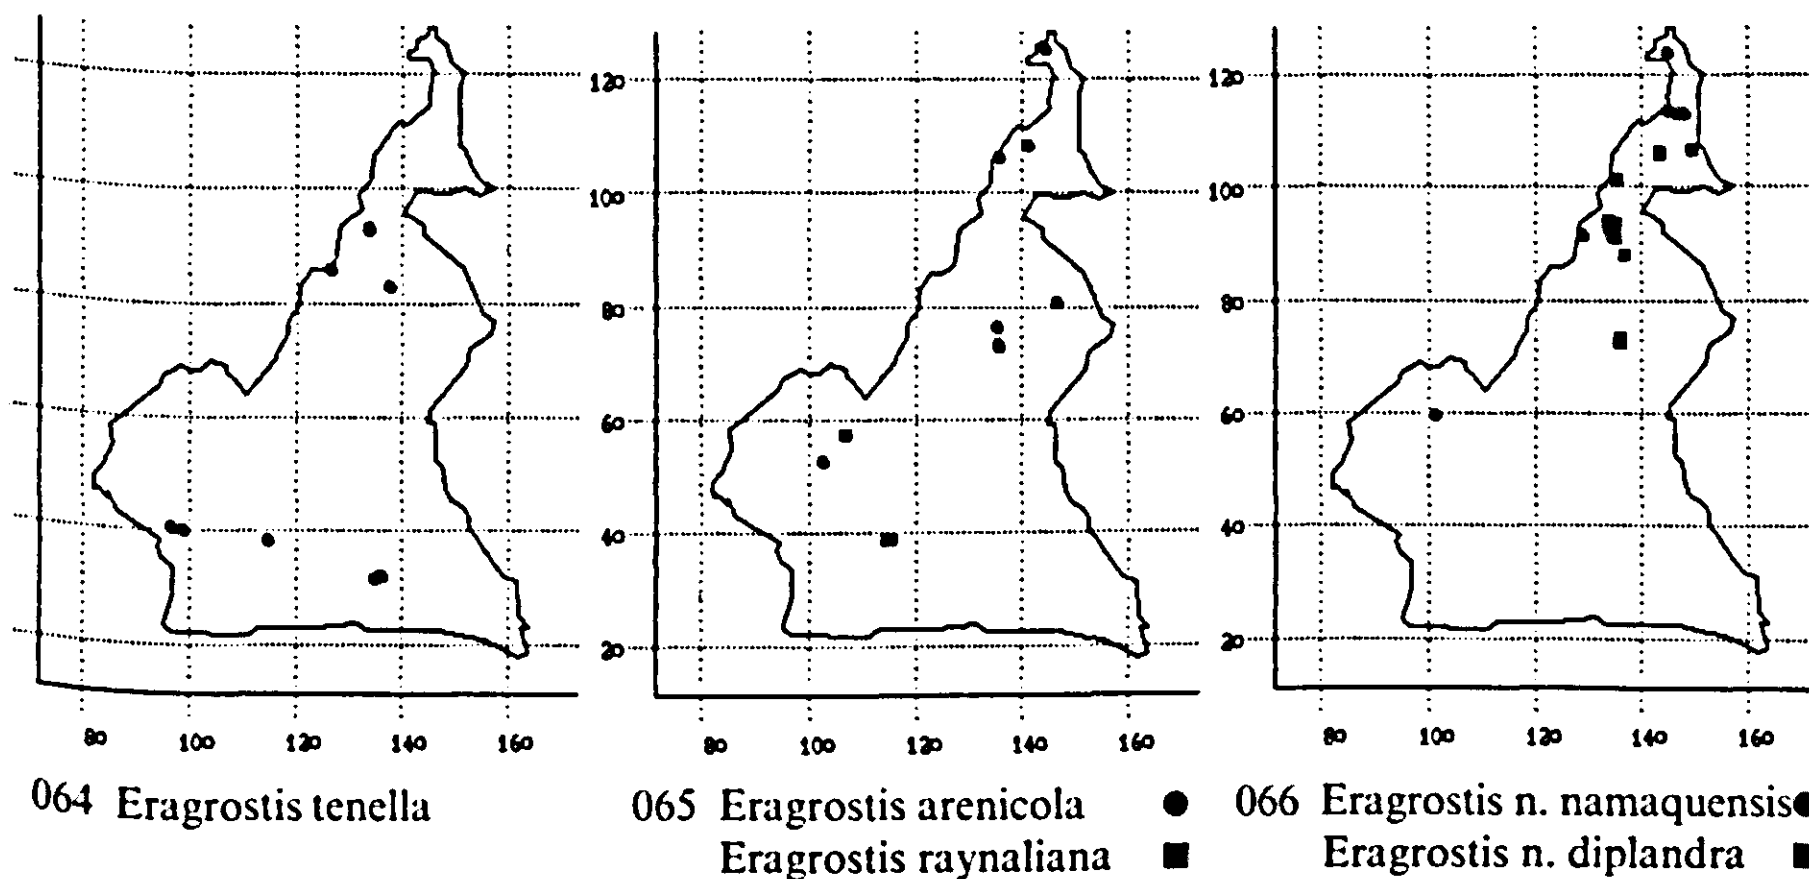 120
100
80
60
40
20
120
100
80
60
40
20
80 100 120 140 160
80 100 120 140 160
80 100 120 140 160
064 Eragrostis tenella
065 Eragrostis arenicola ●
Eragrostis raynaliana ■
066 Eragrostis n. namaquensis ●
Eragrostis n. diplandra ■